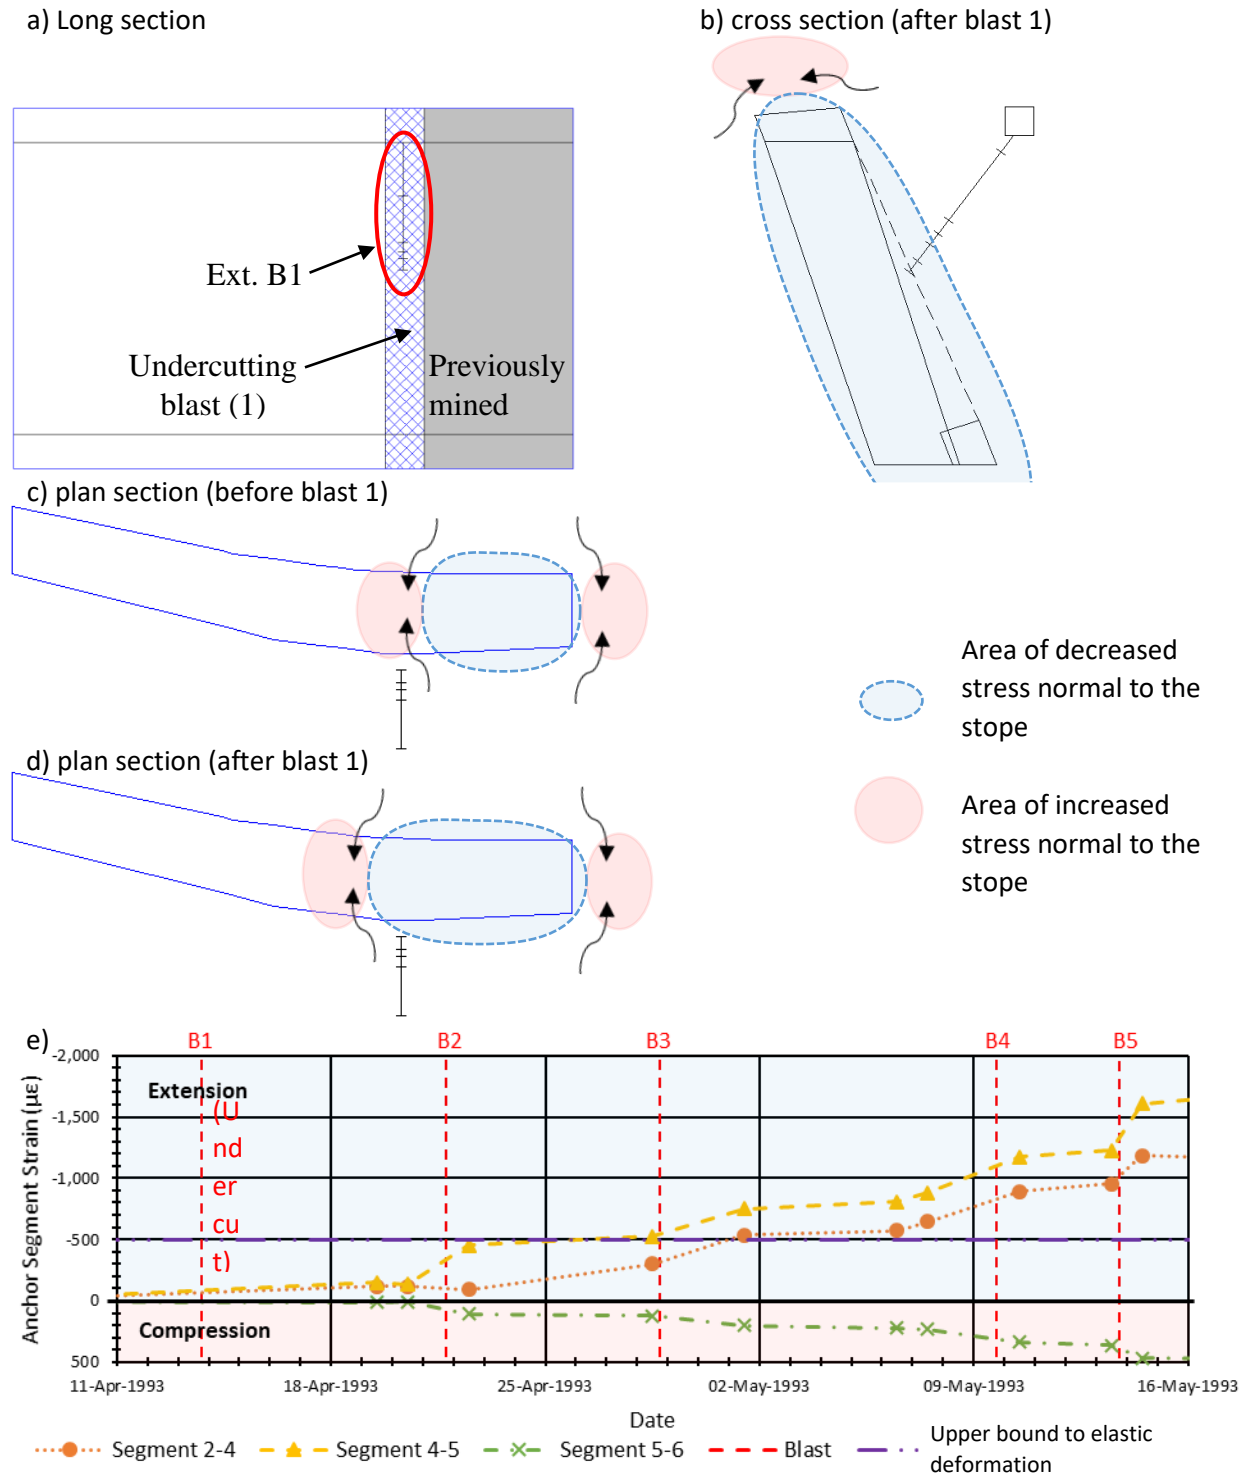 a) Long section
b) cross section (after blast 1)
Ext. B1
Undercutting
blast (1)
Previously
mined
c) plan section (before blast 1)
d) plan section (after blast 1)
Area of decreased
stress normal to the
stope
Area of increased
stress normal to the
stope
e)
B1
B2
B3
B4
B5
Anchor Segment Strain (με)
-2,000
-1,500
-1,000
-500
0
500
Extension
(U
nd
er
cu
t)
Compression
11-Apr-1993
18-Apr-1993
25-Apr-1993
02-May-1993
09-May-1993
16-May-1993
Date
Segment 2-4
Segment 4-5
Segment 5-6
Blast
Upper bound to elastic
deformation